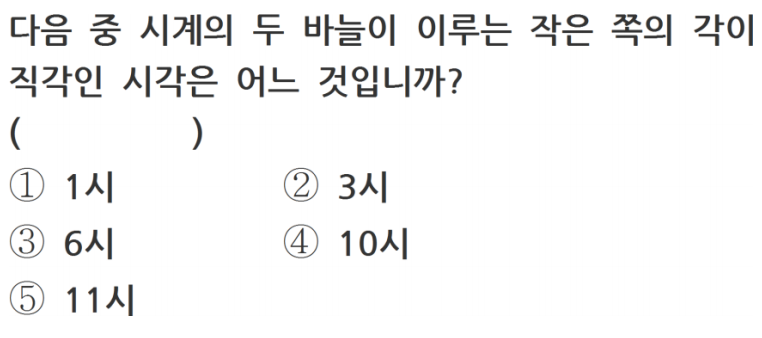 다음 중 시계의 두 바늘이 이루는 작은 쪽의 각이
직각인 시각은 어느 것입니까?
( )
① 1시 ② 3시
③ 6시 ④ 10시
⑤ 11시